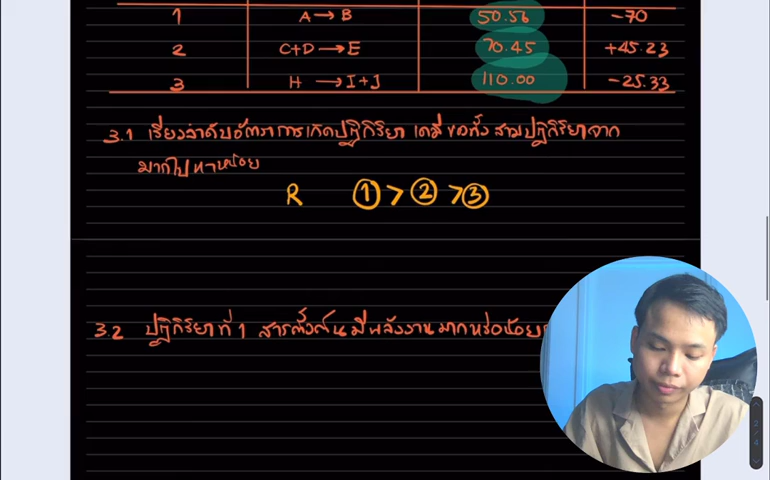 1 A → B 50.56 -70
2 C+D → E 70.45 +45.23
3 H → I+J 110.00 -25.33
3.1 เรียงลำดับอัตราการเกิดปฏิกิริยา เคมี ของทั้ง สามปฏิกิริยาจาก
มากไป หาน้อย
R ① > ② > ③
3.2 ปฏิกิริยาที่ 1 สารตั้งต้น มี พลังงาน มากหรือน้อย